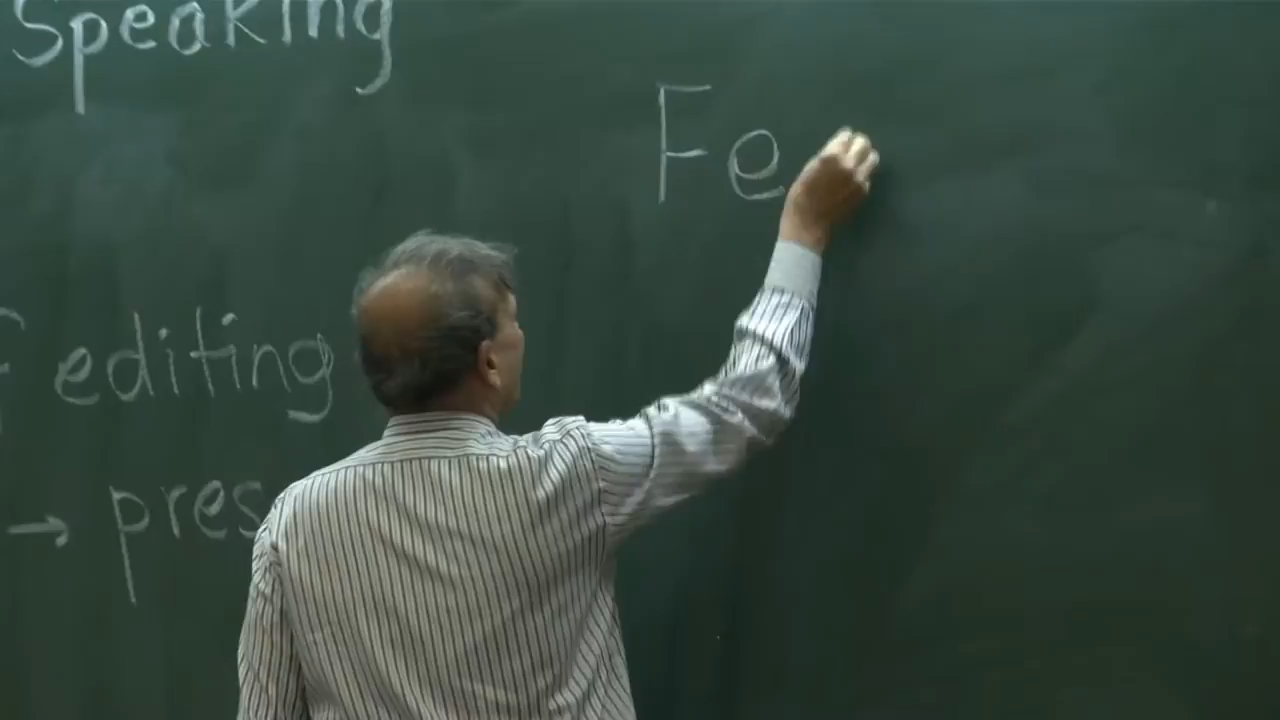 Speaking
Fe
editing
→ pres